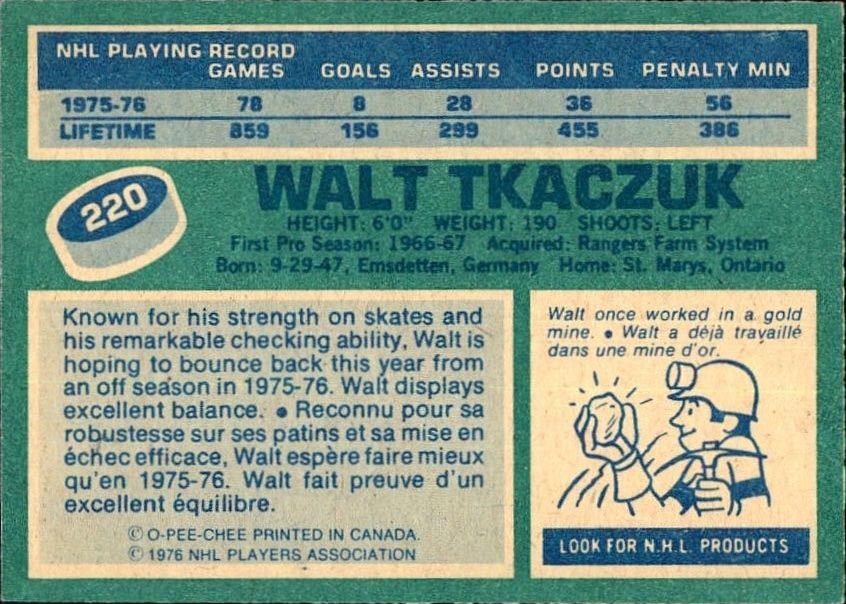 NHL PLAYING RECORD
GAMES GOALS ASSISTS POINTS PENALTY MIN
1975-76 78 8 28 36 56
LIFETIME 859 156 299 455 386
220
WALT TKACZUK
HEIGHT: 6'0" WEIGHT: 190 SHOOTS: LEFT
First Pro Season: 1966-67 Acquired: Rangers Farm System
Born: 9-29-47, Emsdetten, Germany Home: St. Marys, Ontario
Known for his strength on skates and
his remarkable checking ability, Walt is
hoping to bounce back this year from
an off season in 1975-76. Walt displays
excellent balance. • Reconnu pour sa
robustesse sur ses patins et sa mise en
échec efficace, Walt espère faire mieux
qu'en 1975-76. Walt fait preuve d'un
excellent équilibre.
© O-PEE-CHEE PRINTED IN CANADA.
© 1976 NHL PLAYERS ASSOCIATION
Walt once worked in a gold
mine. • Walt a déjà travaillé
dans une mine d'or.
LOOK FOR N.H.L. PRODUCTS